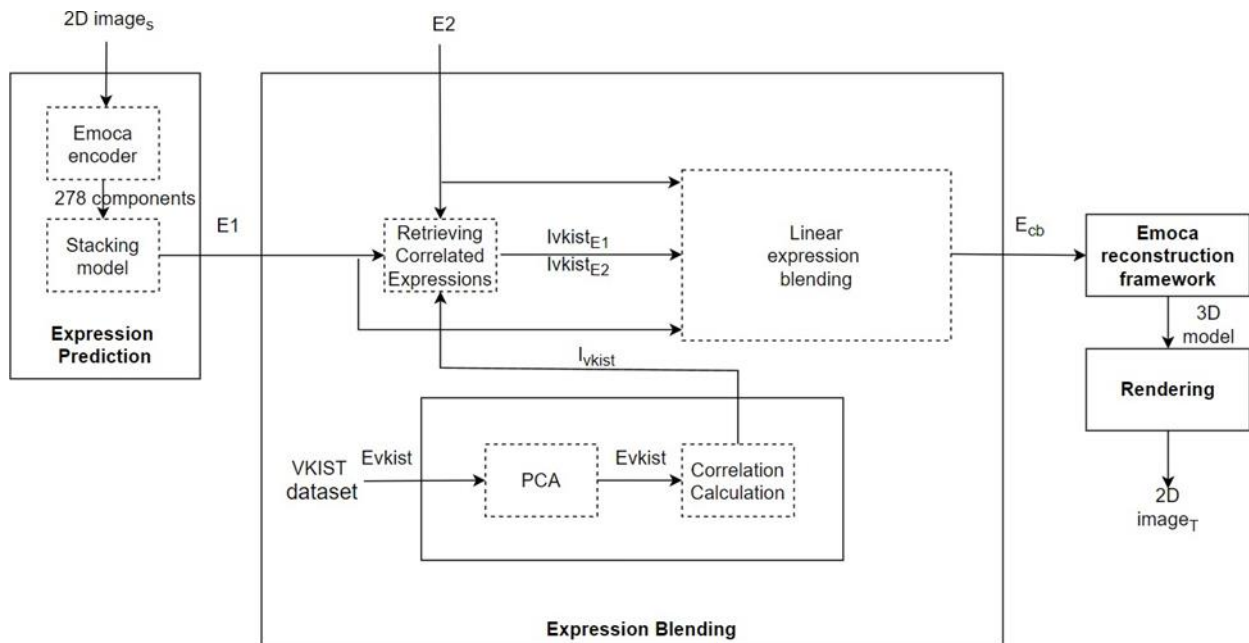 2D imageₛ
E2
Emoca
encoder
278 components
Stacking
model
Expression
Prediction
E1
Retrieving
Correlated
Expressions
Ivkist_E1
Ivkist_E2
Linear
expression
blending
I_vkist
VKIST
dataset
Evkist
PCA
Evkist
Correlation
Calculation
Expression Blending
E_cb
Emoca
reconstruction
framework
3D
model
Rendering
2D
image_T